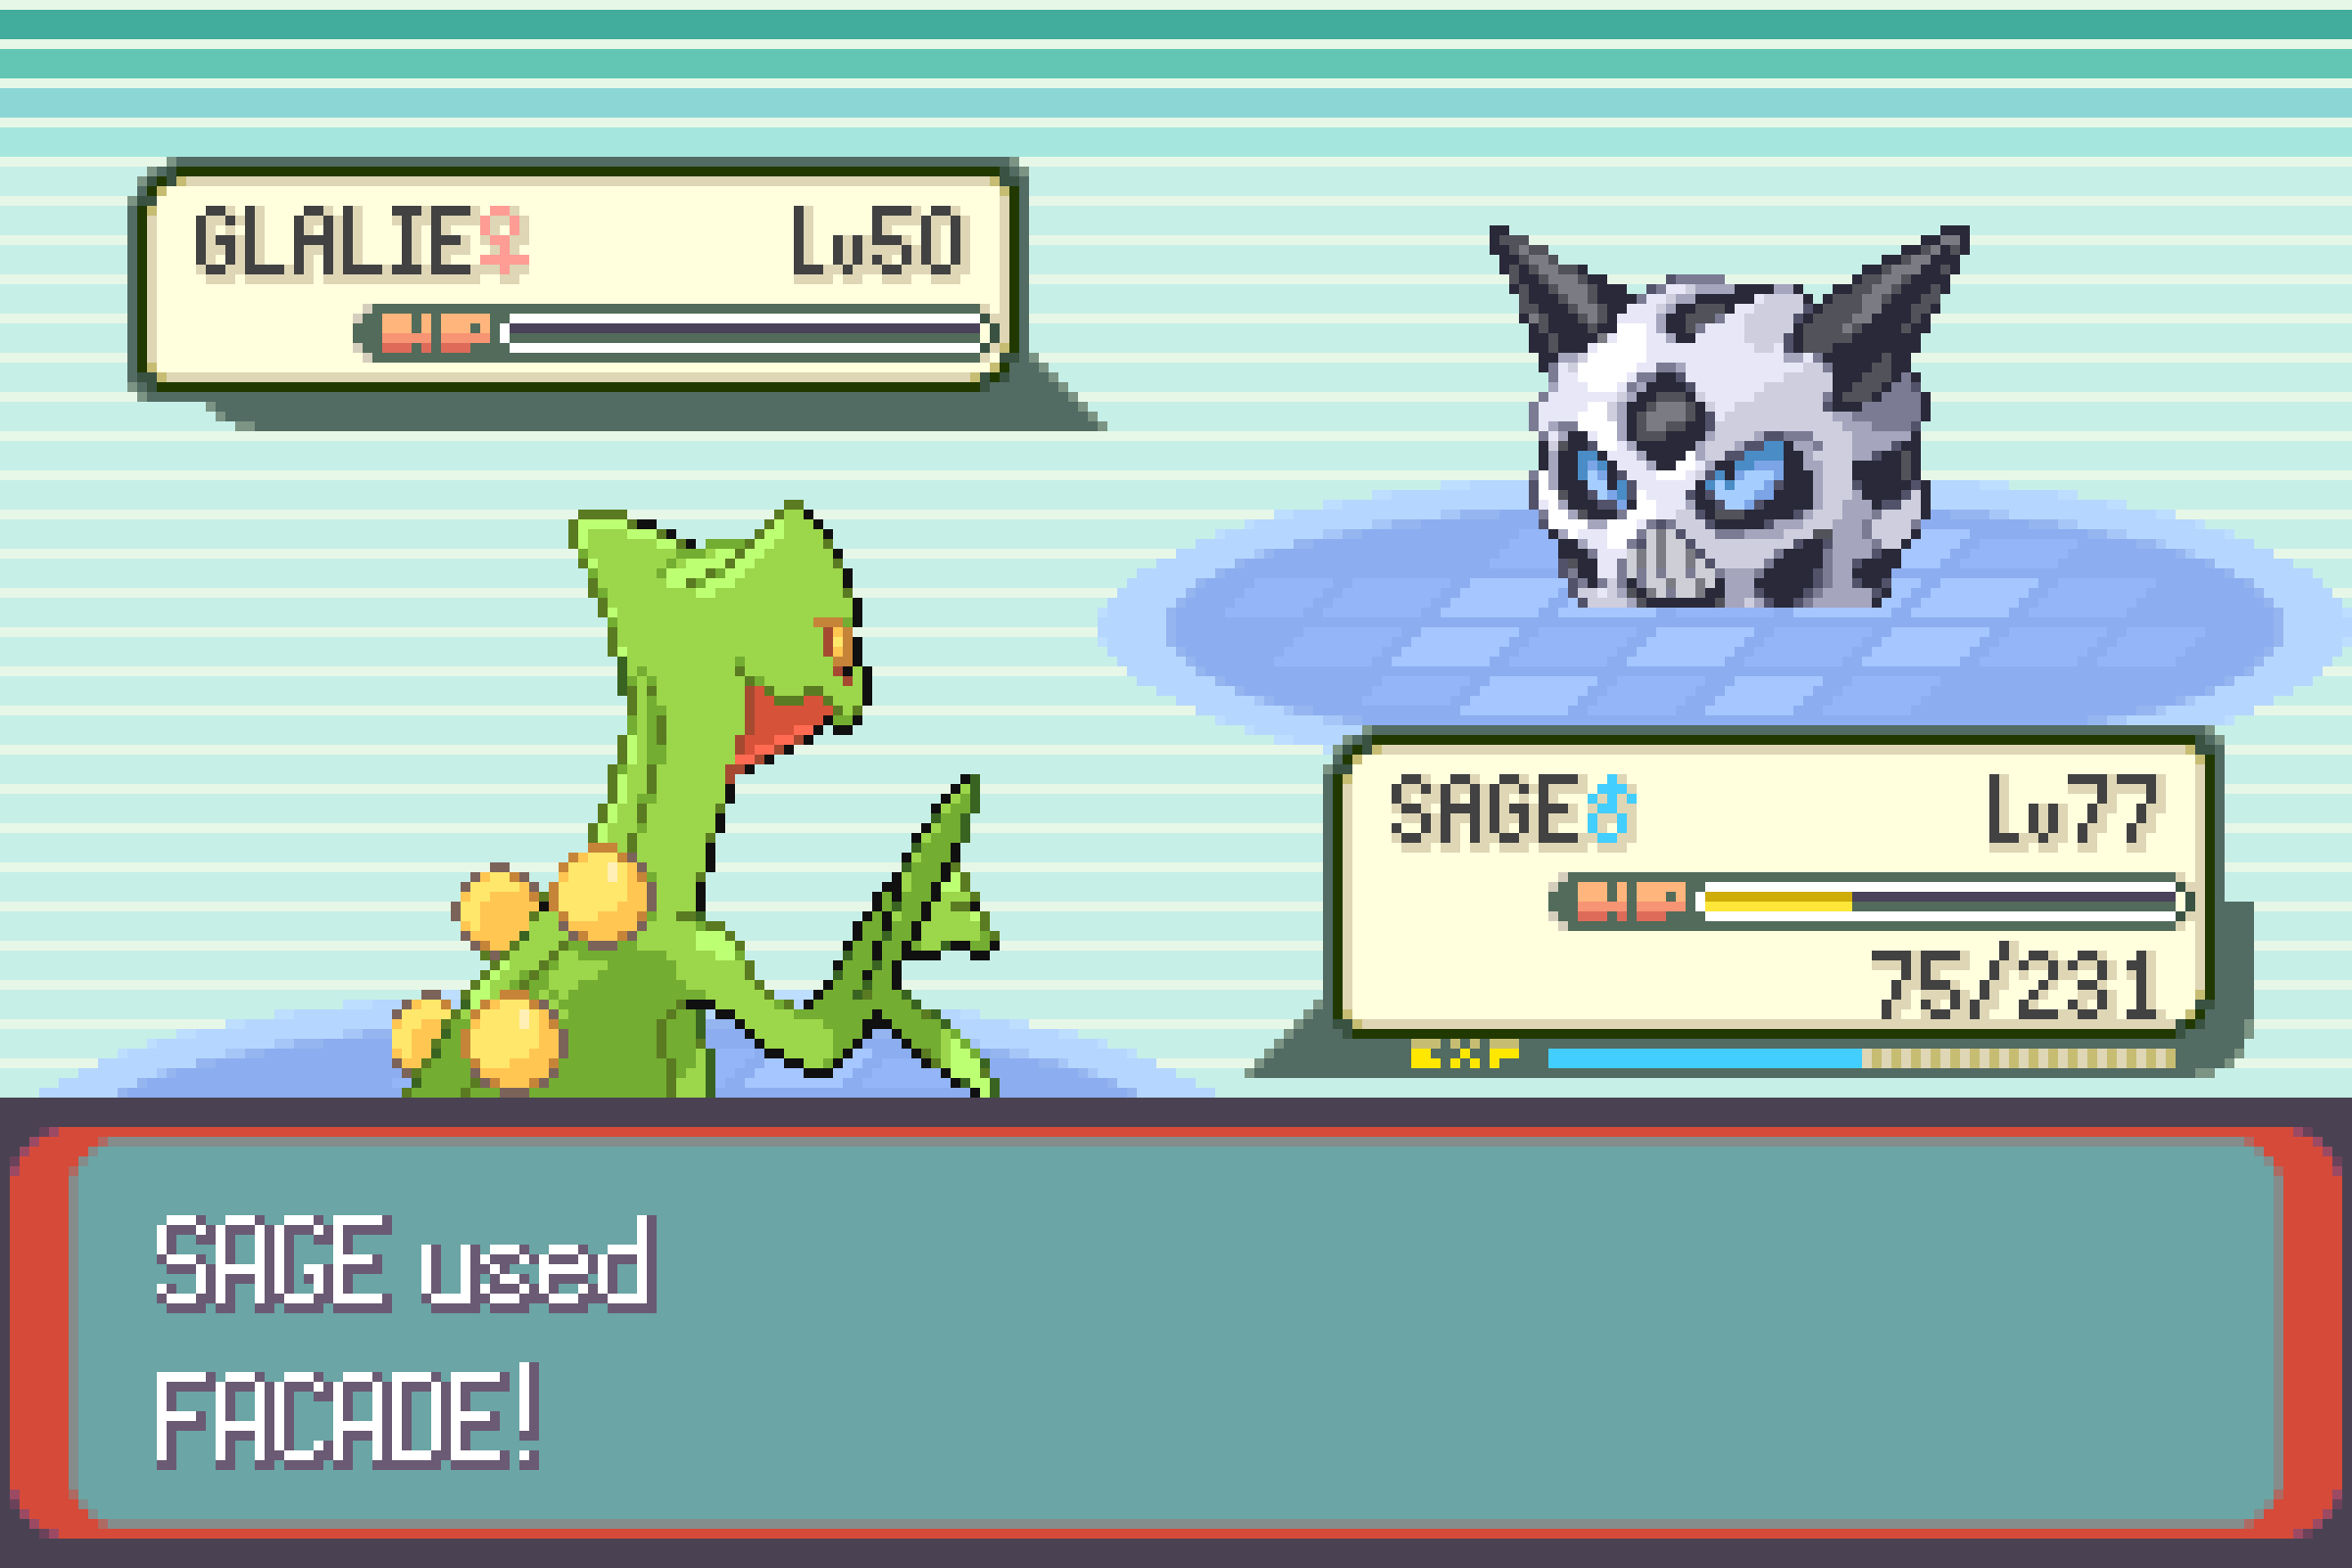 GLALIE♀ Lv50
HP
SAGE♂ Lv77
HP
75/231
EXP
SAGE used
FACADE!